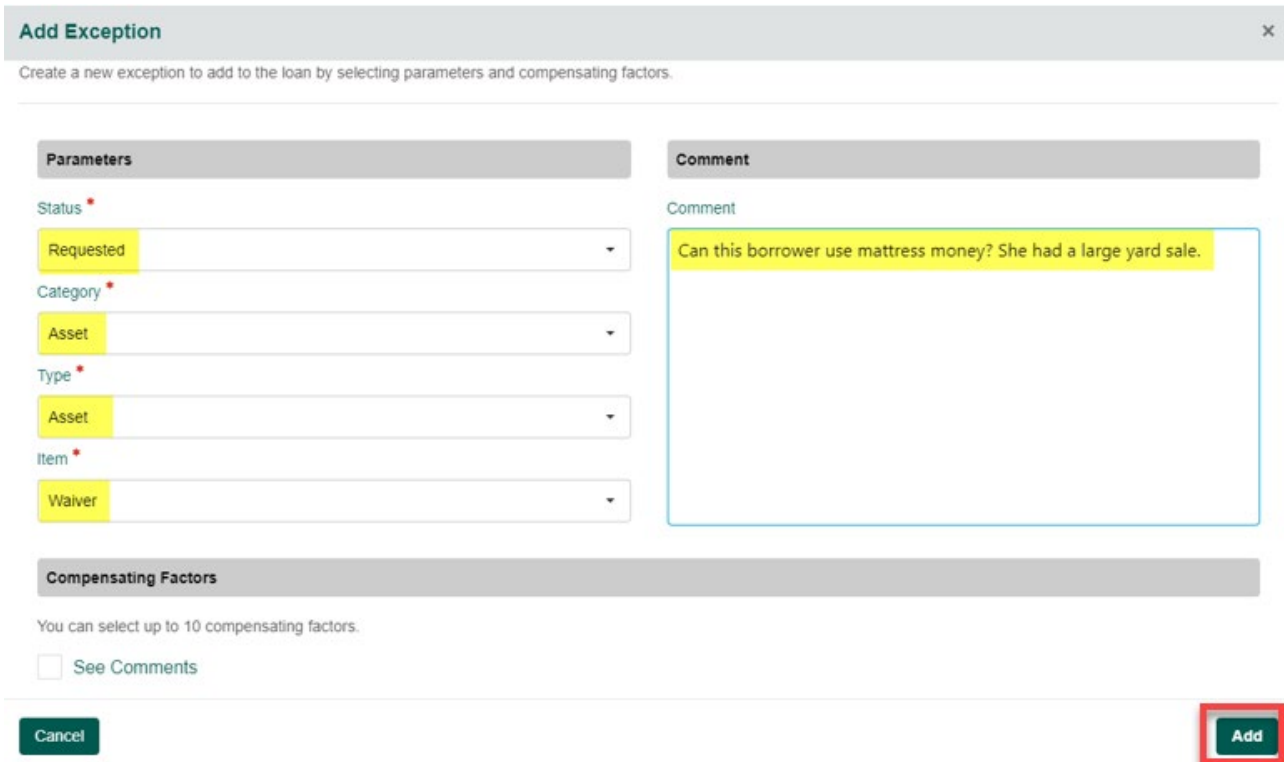 Add Exception
×
Create a new exception to add to the loan by selecting parameters and compensating factors.
Parameters
Status *
Requested
Category *
Asset
Type *
Asset
Item *
Waiver
Comment
Comment
Can this borrower use mattress money? She had a large yard sale.
Compensating Factors
You can select up to 10 compensating factors.
See Comments
Cancel
Add